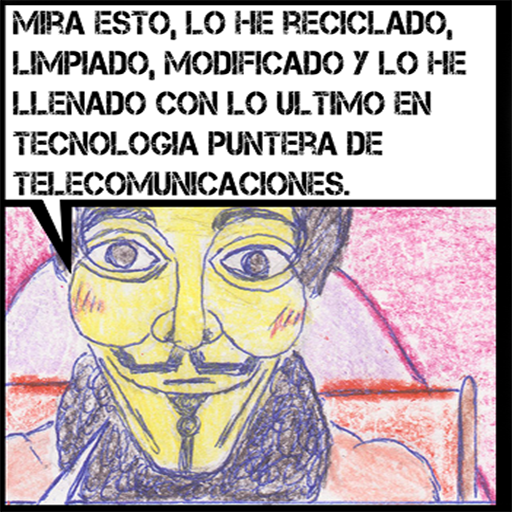 MIRA ESTO, LO HE RECICLADO,
LIMPIADO, MODIFICADO Y LO HE
LLENADO CON LO ULTIMO EN
TECNOLOGIA PUNTERA DE
TELECOMUNICACIONES.